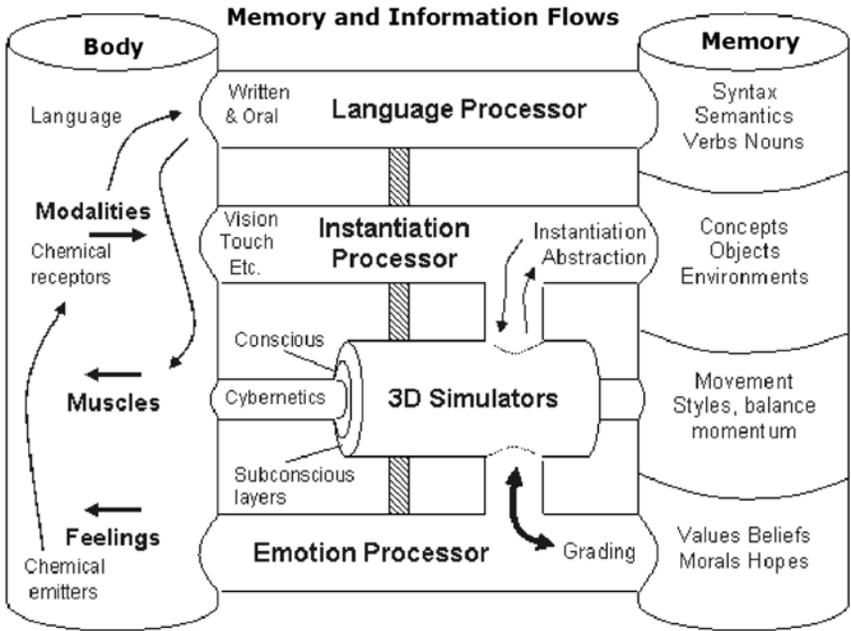 Memory and Information Flows
Body
Memory
Language
Written
& Oral
Language Processor
Syntax
Semantics
Verbs Nouns
Modalities
Chemical
receptors
Vision
Touch
Etc.
Instantiation
Processor
Instantiation
Abstraction
Concepts
Objects
Environments
Conscious
Muscles
Cybernetics
3D Simulators
Movement
Styles, balance
momentum
Subconscious
layers
Feelings
Chemical
emitters
Emotion Processor
Grading
Values Beliefs
Morals Hopes